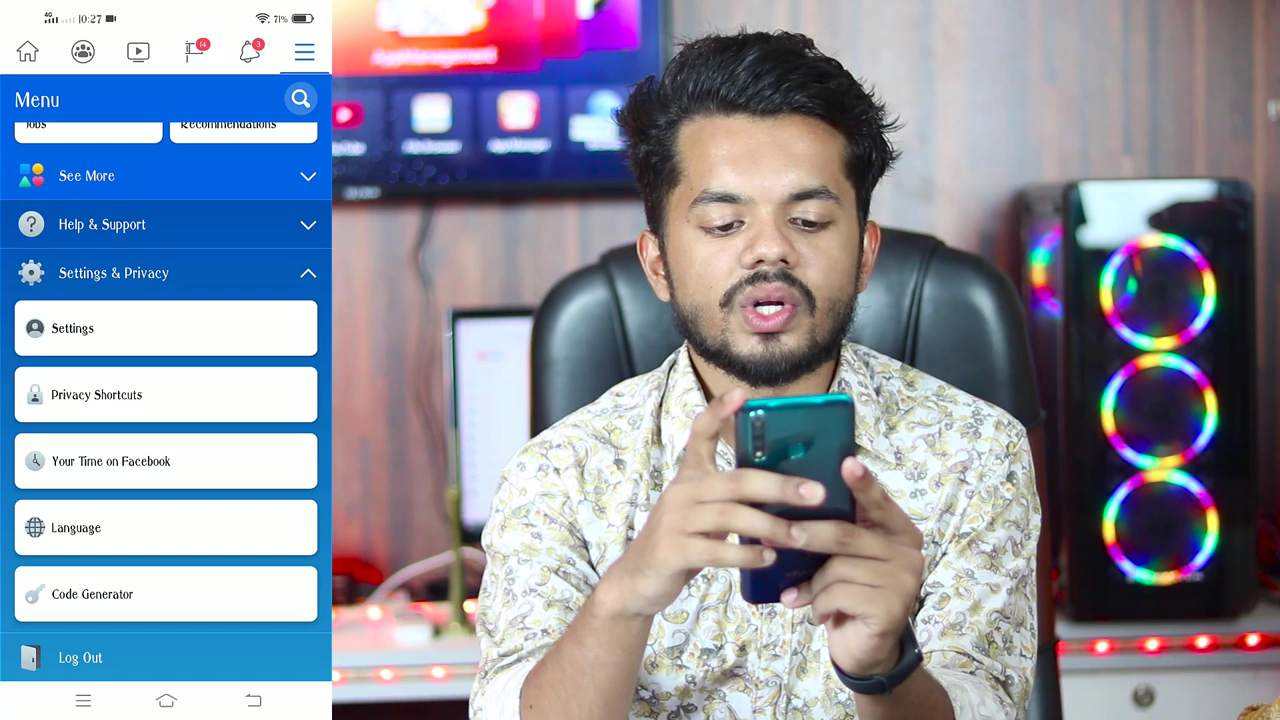 4G 10:27 71%
14 3
Menu
Jobs Recommendations
See More
Help & Support
Settings & Privacy
Settings
Privacy Shortcuts
Your Time on Facebook
Language
Code Generator
Log Out
AppManagement